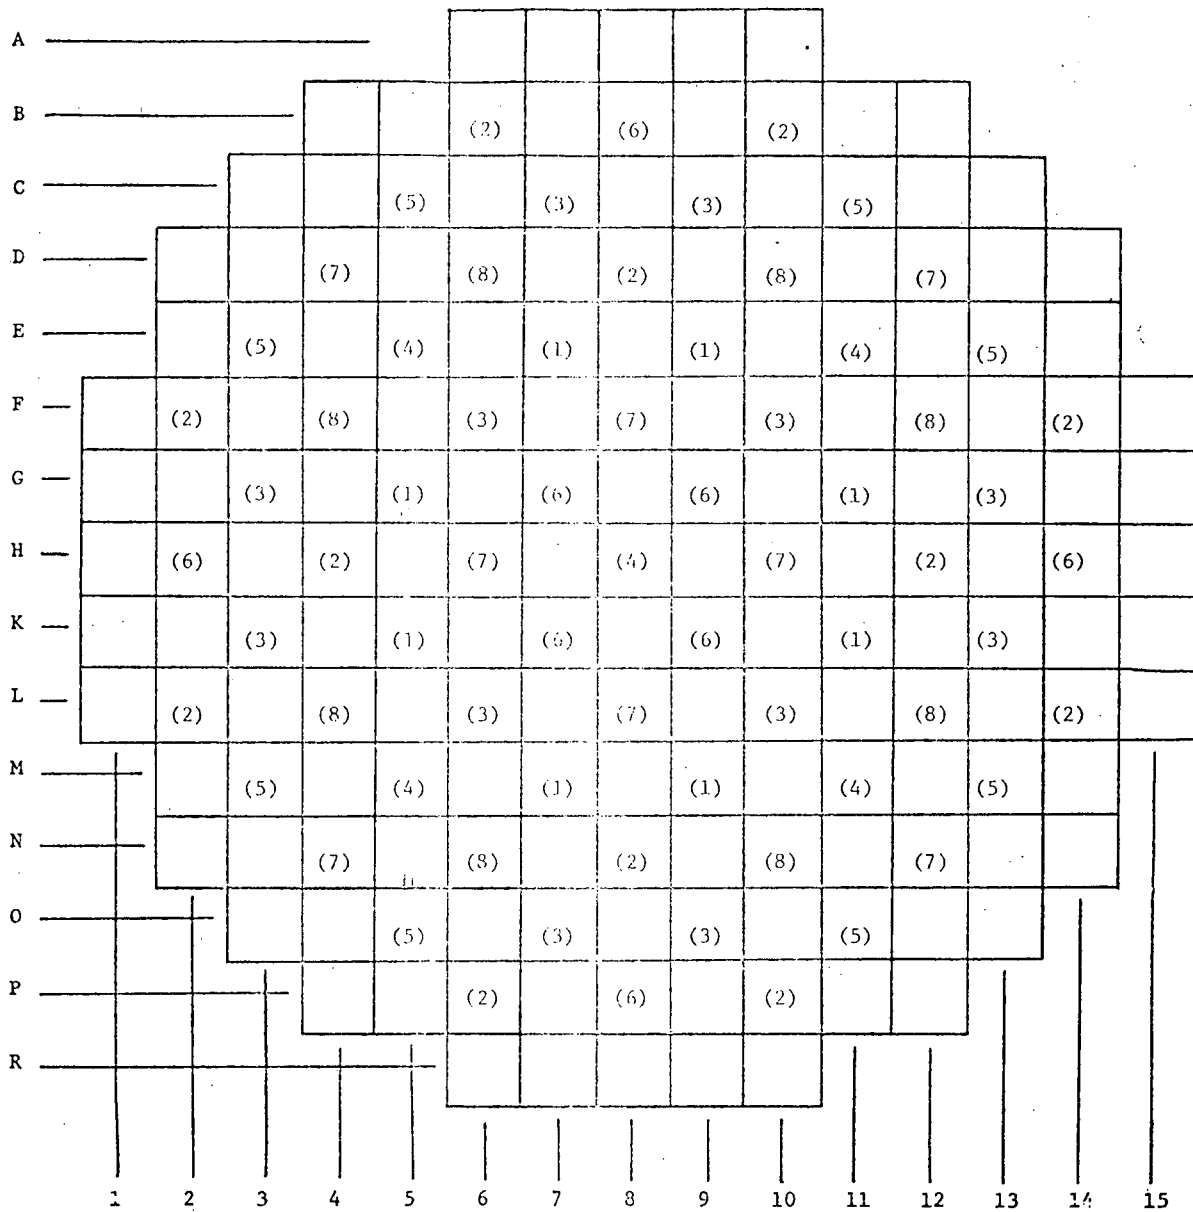 A
B (2) (6) (2)
C (5) (3) (3) (5)
D (7) (8) (2) (8) (7)
E (5) (4) (1) (1) (4) (5)
F (2) (8) (3) (7) (3) (8) (2)
G (3) (1) (6) (6) (1) (3)
H (6) (2) (7) (4) (7) (2) (6)
K (3) (1) (6) (6) (1) (3)
L (2) (8) (3) (7) (3) (8) (2)
M (5) (4) (1) (1) (4) (5)
N (7) (8) (2) (8) (7)
O (5) (3) (3) (5)
P (2) (6) (2)
R
1 2 3 4 5 6 7 8 9 10 11 12 13 14 15